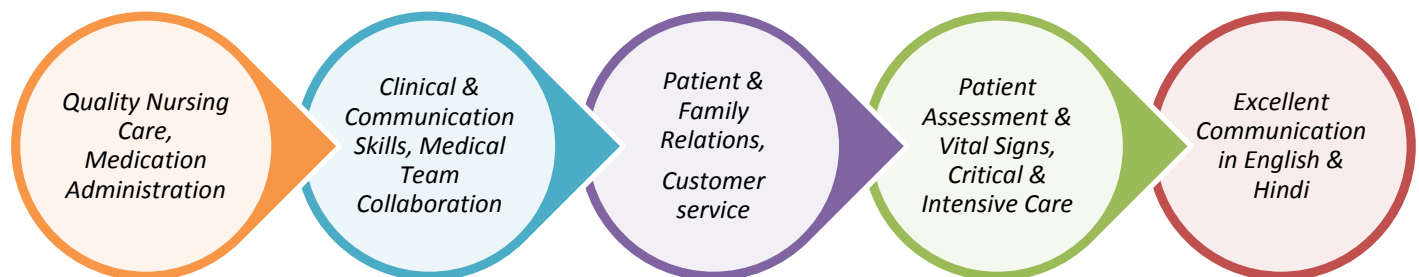 Quality Nursing
Care,
Medication
Administration
Clinical &
Communication
Skills, Medical
Team
Collaboration
Patient &
Family
Relations,
Customer
service
Patient
Assessment &
Vital Signs,
Critical &
Intensive Care
Excellent
Communication
in English &
Hindi